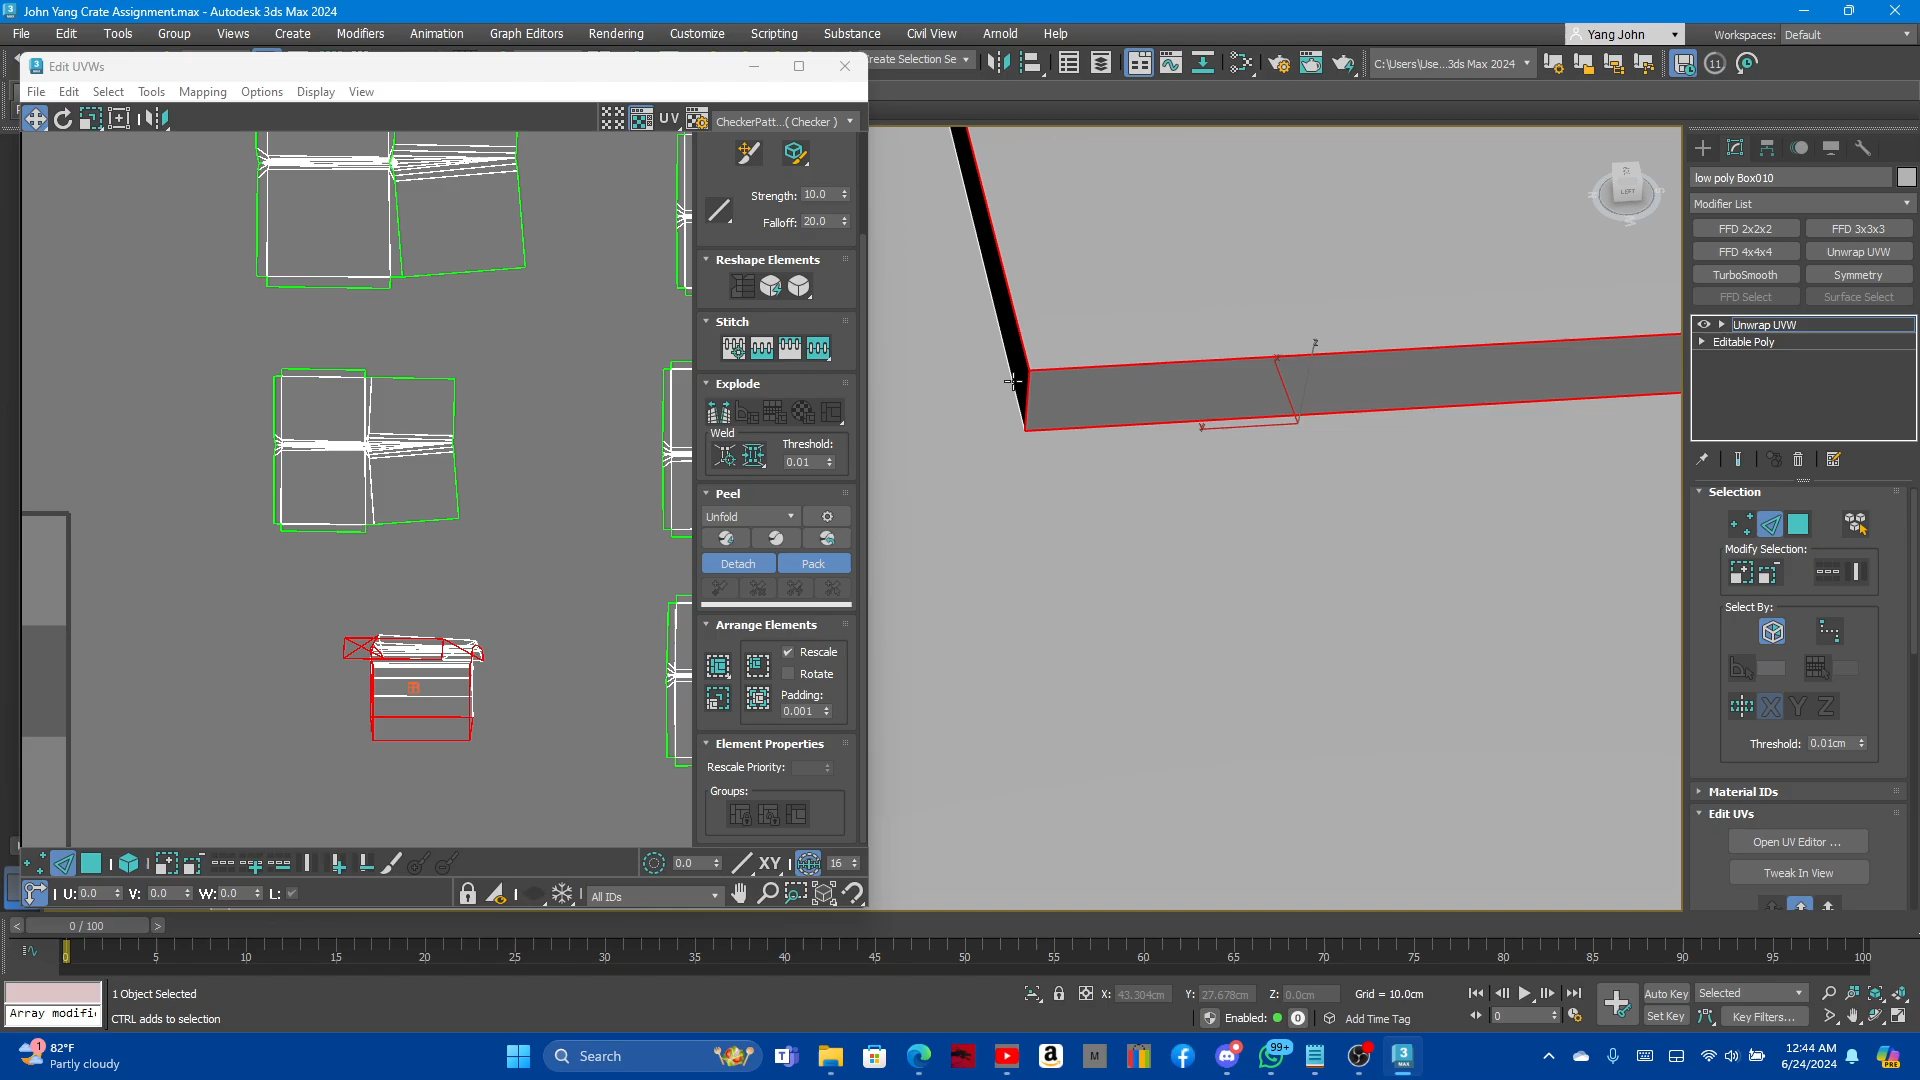 John Yang Crate Assignment.max - Autodesk 3ds Max 2024
File Edit Tools Group Views Create Modifiers Animation Graph Editors Rendering Customize Scripting Substance Civil View Arnold Help
Yang John
Workspaces: Default
Edit UVWs
reate Selection Se
C:\Users\Use...3ds Max 2024
11
File Edit Select Tools Mapping Options Display View
UV
CheckerPatt...( Checker )
Strength: 10.0
Falloff: 20.0
Reshape Elements
Stitch
Explode
Weld
Threshold:
0.01
Peel
Unfold
Detach Pack
Arrange Elements
Rescale
Rotate
Padding:
0.001
Element Properties
Rescale Priority:
Groups:
0.0
XY
16
U: 0.0 V: 0.0 W: 0.0 L:
All IDs
LEFT
low poly Box010
Modifier List
FFD 2x2x2 FFD 3x3x3
FFD 4x4x4 Unwrap UVW
TurboSmooth Symmetry
FFD Select Surface Select
Unwrap UVW
Editable Poly
Selection
Modify Selection:
Select By:
X Y Z
Threshold: 0.01cm
Material IDs
Edit UVs
Open UV Editor ...
Tweak In View
0 / 100
0 5 10 15 20 25 30 35 40 45 50 55 60 65 70 75 80 85 90 95 100
1 Object Selected
Array modifi
CTRL adds to selection
X: 43.304cm Y: 27.678cm Z: 0.0cm Grid = 10.0cm
Enabled: 0 Add Time Tag
0
Auto Key Selected
Set Key Key Filters...
82°F
Partly cloudy
Search
99+
12:44 AM
6/24/2024